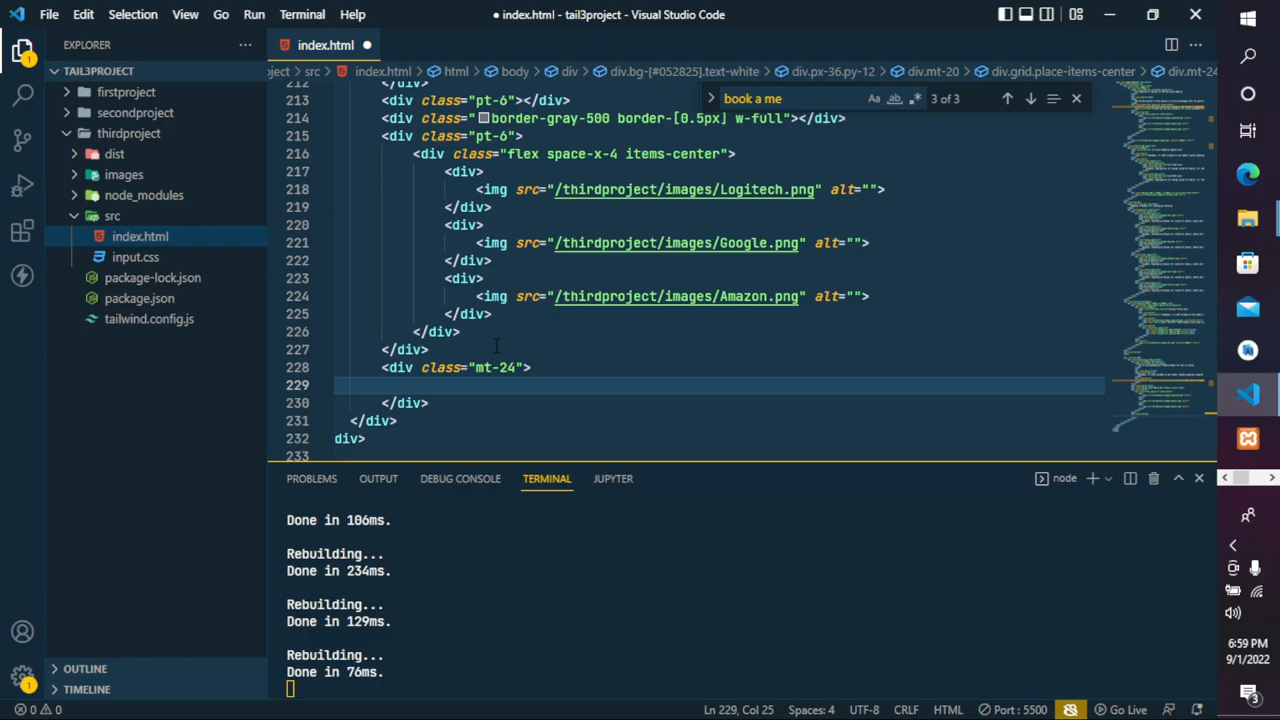 File Edit Selection View Go Run Terminal Help
● index.html - tail3project - Visual Studio Code
EXPLORER
index.html
TAIL3PROJECT
firstproject
secondproject
thirdproject
dist
images
node_modules
src
index.html
input.css
package-lock.json
package.json
tailwind.config.js
OUTLINE
TIMELINE
ject > src > index.html > html > body > div > div.bg-[#052825].text-white > div.px-36.py-12 > div.mt-20 > div.grid.place-items-center > div.mt-24
book a me
ab
3 of 3
212 </div>
213 <div class="pt-6"></div>
214 <div class="border-gray-500 border-[0.5px] w-full"></div>
215 <div class="pt-6">
216 <div class="flex space-x-4 items-center">
217 <div>
218 <img src="/thirdproject/images/Logitech.png" alt="">
219 </div>
220 <div>
221 <img src="/thirdproject/images/Google.png" alt="">
222 </div>
223 <div>
224 <img src="/thirdproject/images/Amazon.png" alt="">
225 </div>
226 </div>
227 </div>
228 <div class="mt-24">
229
230 </div>
231 </div>
232 div>
233
PROBLEMS OUTPUT DEBUG CONSOLE TERMINAL JUPYTER
node
Done in 106ms.
Rebuilding...
Done in 234ms.
Rebuilding...
Done in 129ms.
Rebuilding...
Done in 76ms.
0 0
Ln 229, Col 25 Spaces: 4 UTF-8 CRLF HTML Port : 5500 Go Live
1
1
6:59 PM
9/1/2022
3